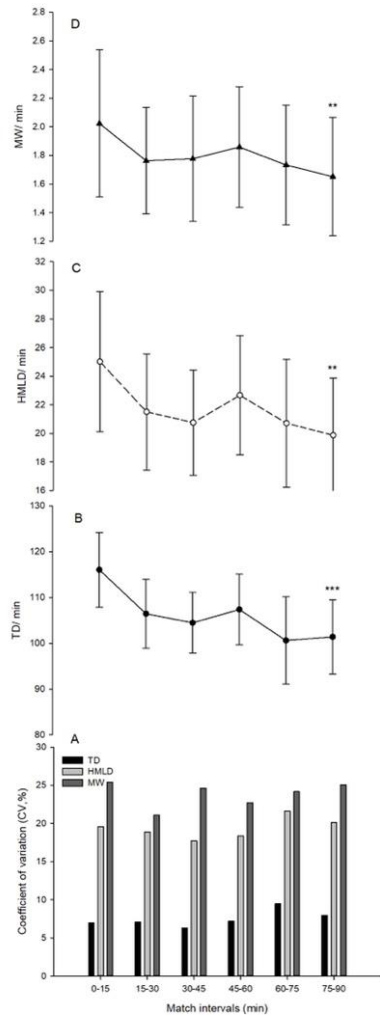 D
MW/ min
2.8
2.6
2.4
2.2
2.0
1.8
1.6
1.4
1.2
**
C
HMLD/ min
32
30
28
26
24
22
20
18
16
**
B
TD/ min
130
120
110
100
90
80
***
A
Coefficient of variation (CV,%)
30
25
20
15
10
5
0
TD
HMLD
MW
0-15 15-30 30-45 45-60 60-75 75-90
Match intervals (min)